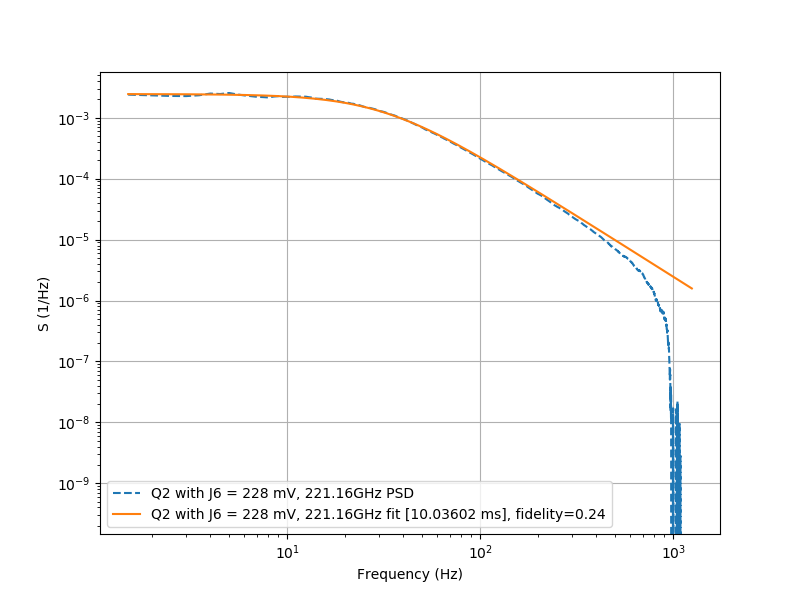 10⁻³
10⁻⁴
10⁻⁵
10⁻⁶
10⁻⁷
10⁻⁸
10⁻⁹
S (1/Hz)
Q2 with J6 = 228 mV, 221.16GHz PSD
Q2 with J6 = 228 mV, 221.16GHz fit [10.03602 ms], fidelity=0.24
10¹ 10² 10³
Frequency (Hz)